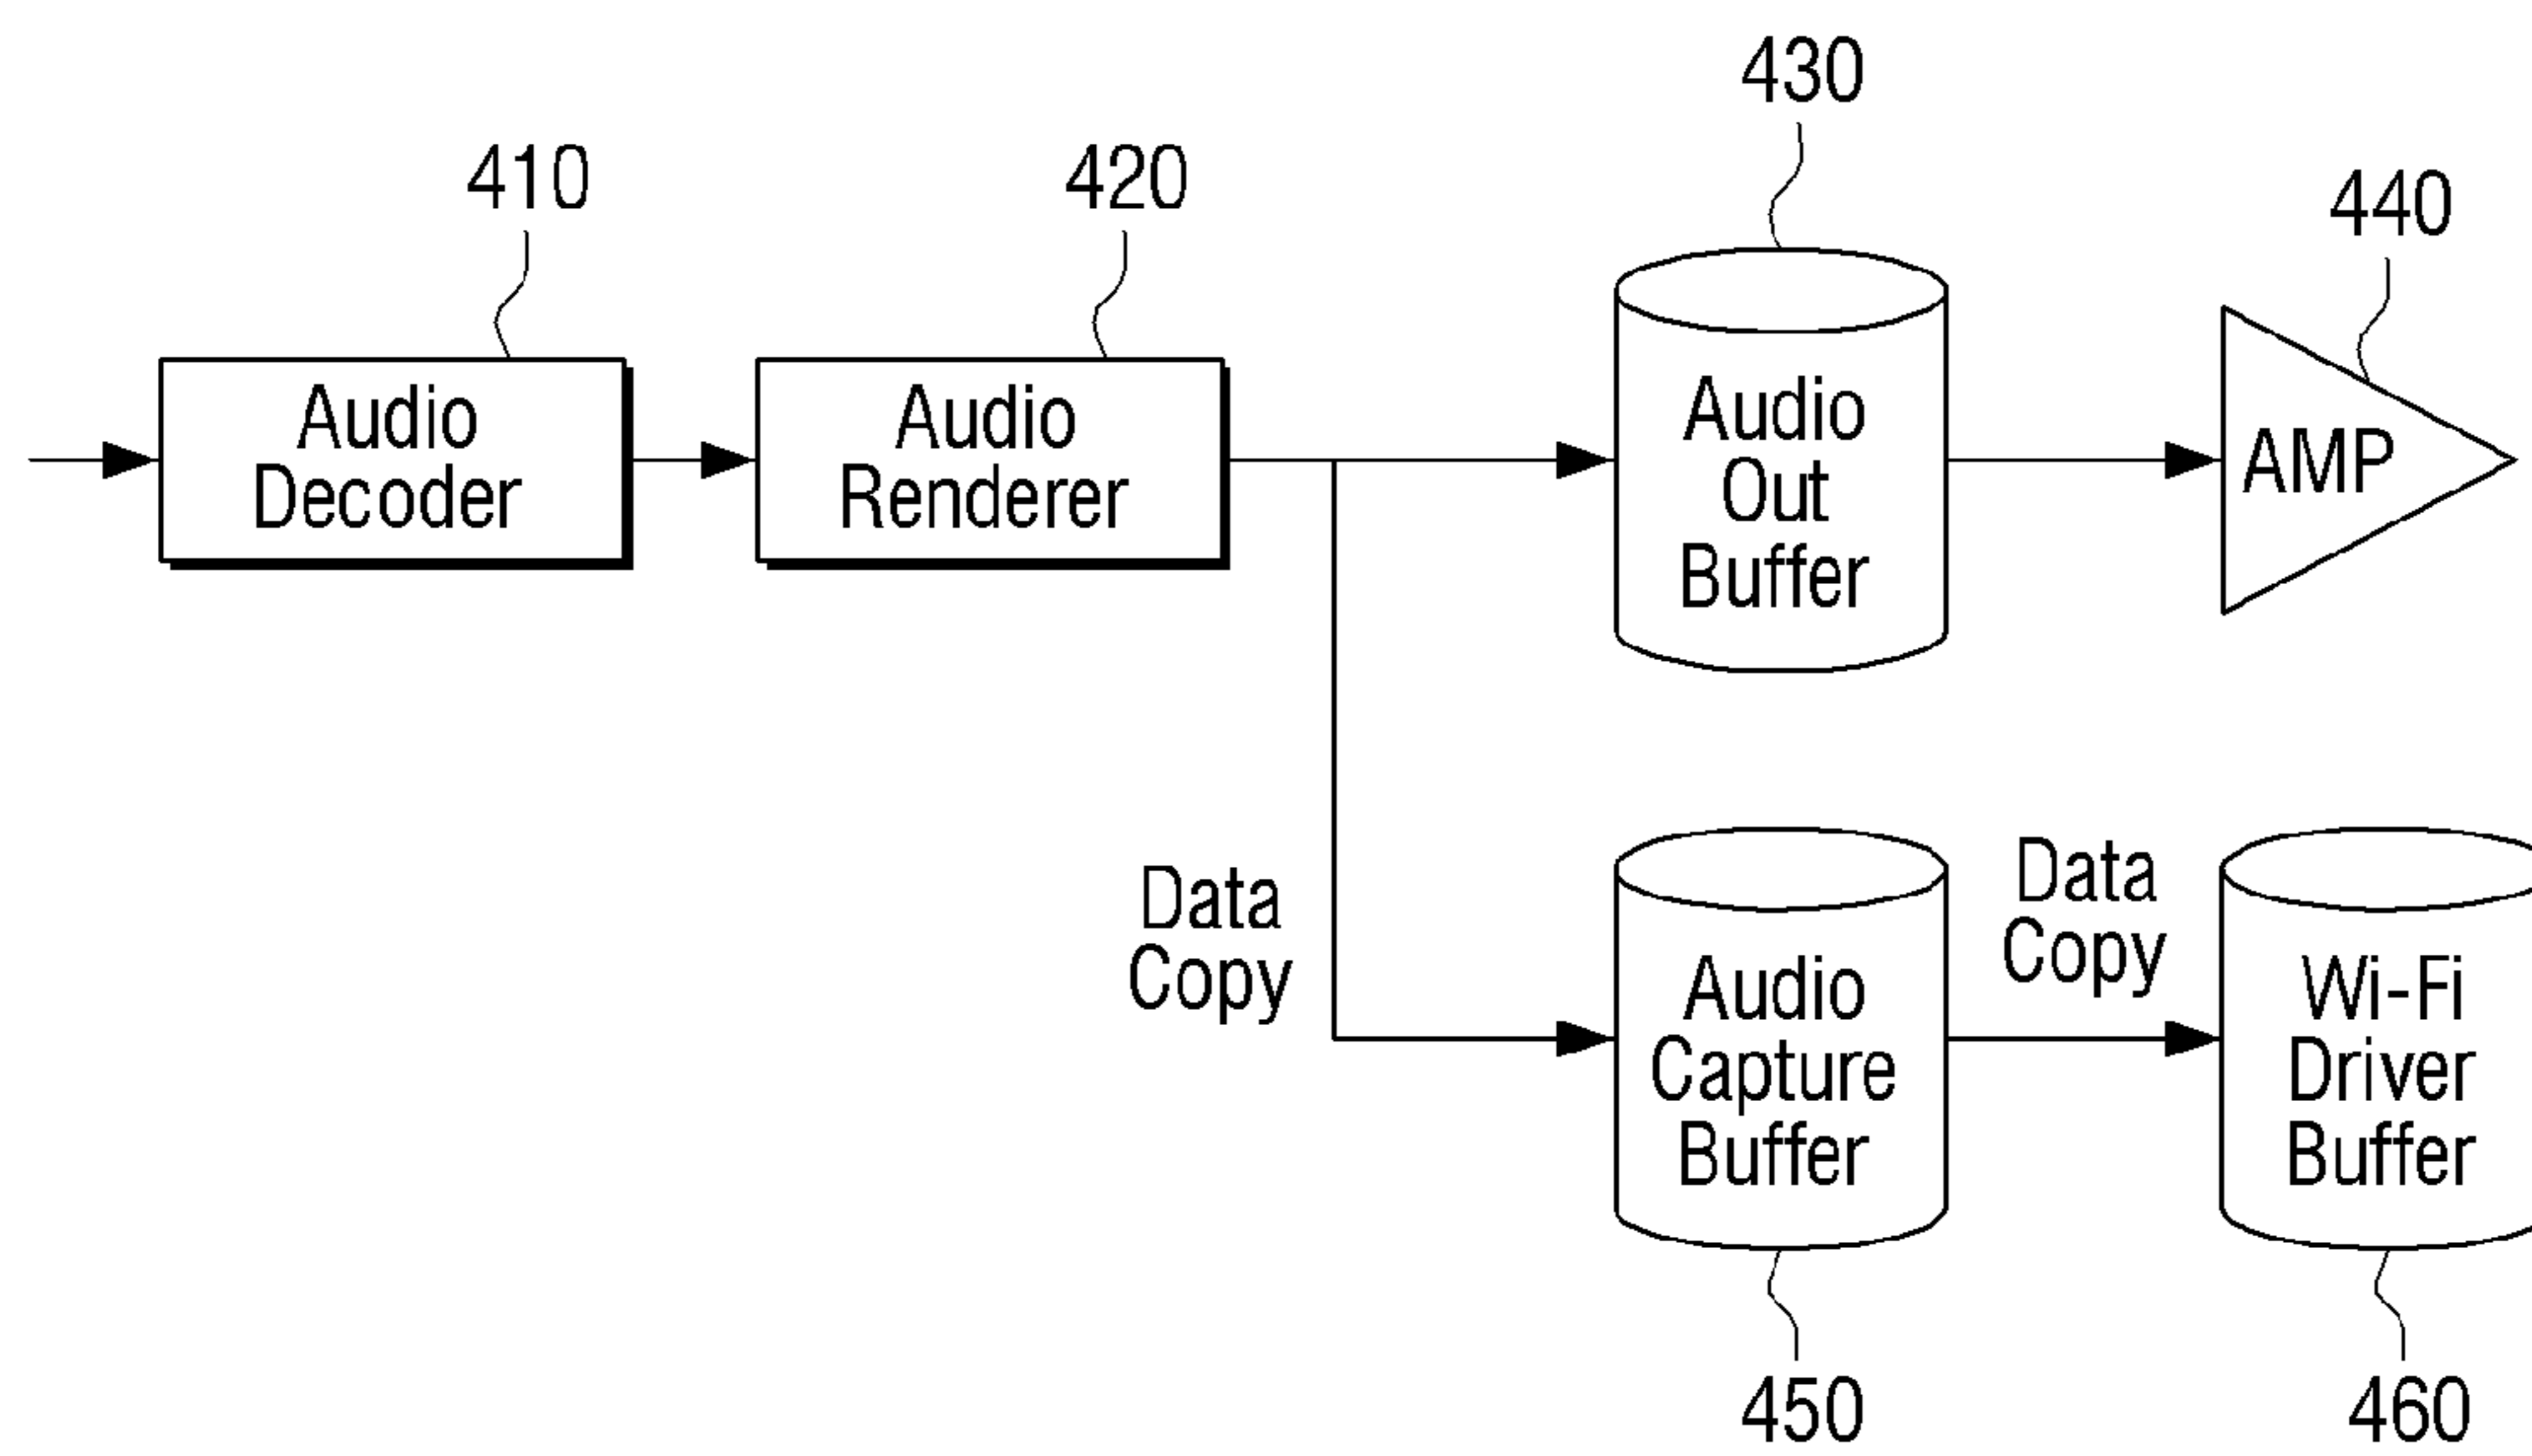 430
410
420
440
Audio
Decoder
Audio
Renderer
Audio
Out
Buffer
AMP
Data
Copy
Audio
Capture
Buffer
Data
Copy
Wi-Fi
Driver
Buffer
450
460